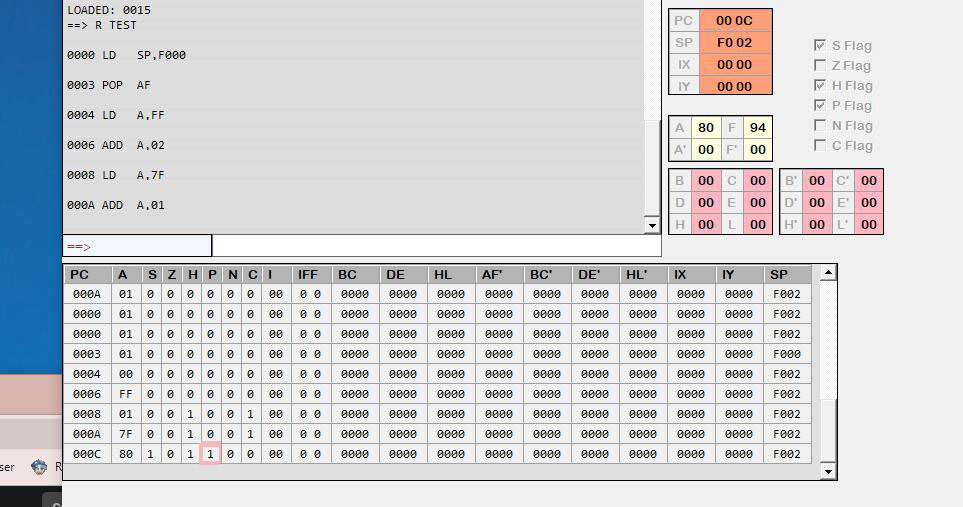 LOADED: 0015
==> R TEST
0000 LD SP,F000
0003 POP AF
0004 LD A,FF
0006 ADD A,02
0008 LD A,7F
000A ADD A,01
==>
PC 00 0C
SP F0 02
IX 00 00
IY 00 00
S Flag
Z Flag
H Flag
P Flag
N Flag
C Flag
A 80 F 94
A' 00 F' 00
B 00 C 00 B' 00 C' 00
D 00 E 00 D' 00 E' 00
H 00 L 00 H' 00 L' 00
PC A S Z H P N C I IFF BC DE HL AF' BC' DE' HL' IX IY SP
000A 01 0 0 0 0 0 0 00 0 0 0000 0000 0000 0000 0000 0000 0000 0000 0000 F002
0000 01 0 0 0 0 0 0 00 0 0 0000 0000 0000 0000 0000 0000 0000 0000 0000 F002
0000 01 0 0 0 0 0 0 00 0 0 0000 0000 0000 0000 0000 0000 0000 0000 0000 F002
0003 01 0 0 0 0 0 0 00 0 0 0000 0000 0000 0000 0000 0000 0000 0000 0000 F000
0004 00 0 0 0 0 0 0 00 0 0 0000 0000 0000 0000 0000 0000 0000 0000 0000 F002
0006 FF 0 0 0 0 0 0 00 0 0 0000 0000 0000 0000 0000 0000 0000 0000 0000 F002
0008 01 0 0 1 0 0 1 00 0 0 0000 0000 0000 0000 0000 0000 0000 0000 0000 F002
000A 7F 0 0 1 0 0 1 00 0 0 0000 0000 0000 0000 0000 0000 0000 0000 0000 F002
000C 80 1 0 1 1 0 0 00 0 0 0000 0000 0000 0000 0000 0000 0000 0000 0000 F002
ser R